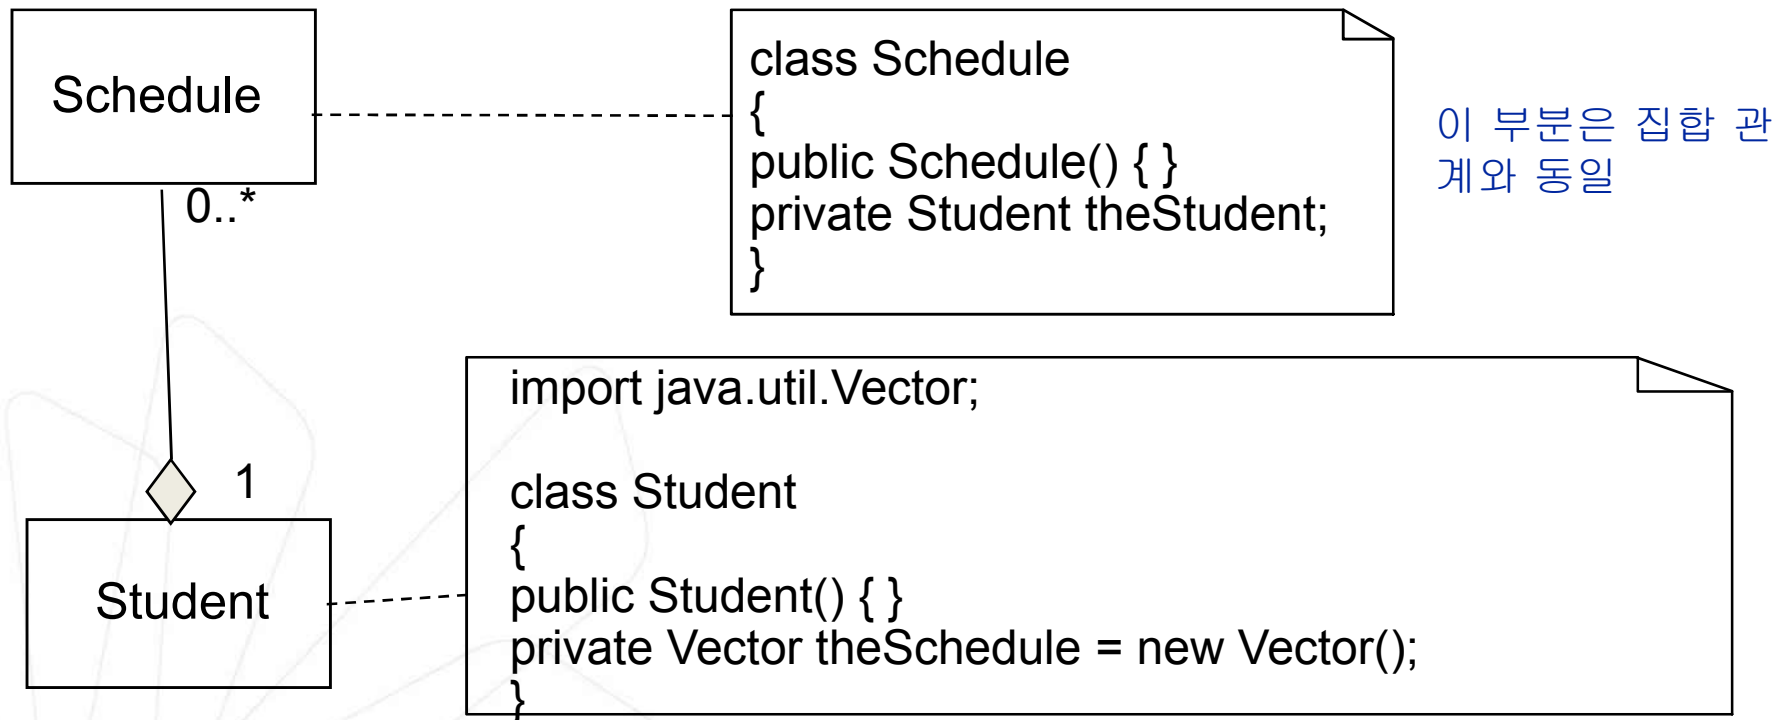 Schedule
class Schedule
{
public Schedule() { }
private Student theStudent;
}
이 부분은 집합 관
계와 동일
0..*
1
Student
import java.util.Vector;
class Student
{
public Student() { }
private Vector theSchedule = new Vector();
}